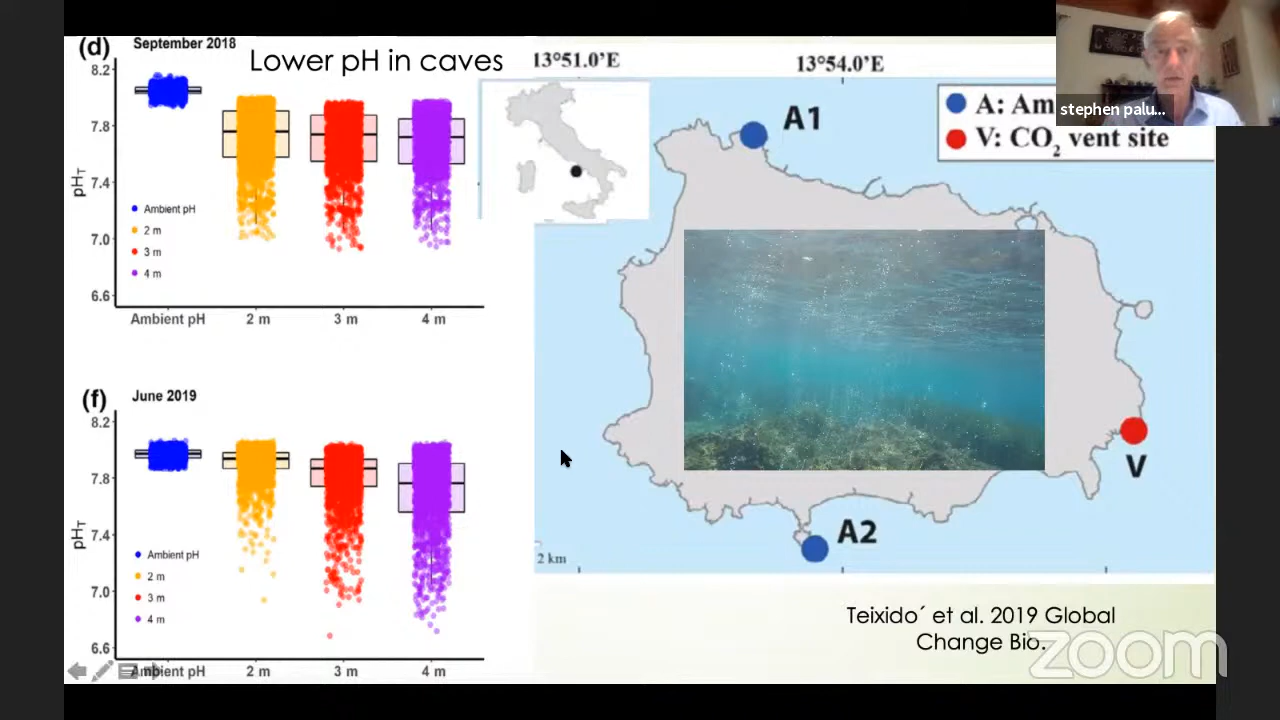 (d)
September 2018
Lower pH in caves
8.2
7.8
7.4
7.0
6.6
pHT
Ambient pH
2 m
3 m
4 m
Ambient pH
2 m
3 m
4 m
(f)
June 2019
8.2
7.8
7.4
7.0
6.6
pHT
Ambient pH
2 m
3 m
4 m
Ambient pH
2 m
3 m
4 m
13°51.0'E
13°54.0'E
A1
A: Am
V: CO2 vent site
stephen palu...
V
A2
2 km
Teixido´ et al. 2019 Global
Change Bio.
zoom